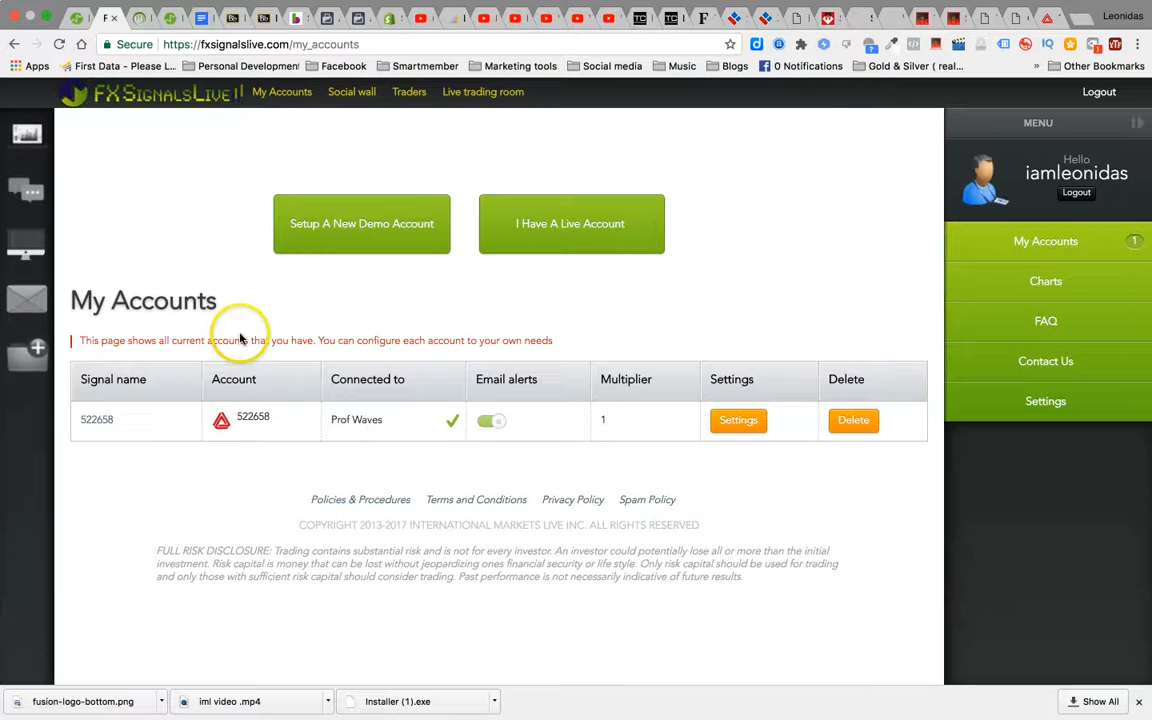 F
TC
TC
F
S
Leonidas
Secure
https://fxsignalslive.com/my_accounts
Apps
First Data - Please L...
Personal Development
Facebook
Smartmember
Marketing tools
Social media
Music
Blogs
0 Notifications
Gold & Silver ( real...
»
Other Bookmarks
FXSignalsLive
My Accounts
Social wall
Traders
Live trading room
Logout
MENU
Hello
iamleonidas
Logout
Setup A New Demo Account
I Have A Live Account
My Accounts 1
Charts
FAQ
Contact Us
Settings
My Accounts
This page shows all current accounts that you have. You can configure each account to your own needs
Signal name Account Connected to Email alerts Multiplier Settings Delete
522658 522658 Prof Waves 1 Settings Delete
Policies & Procedures Terms and Conditions Privacy Policy Spam Policy
COPYRIGHT 2013-2017 INTERNATIONAL MARKETS LIVE INC. ALL RIGHTS RESERVED
FULL RISK DISCLOSURE: Trading contains substantial risk and is not for every investor. An investor could potentially lose all or more than the initial
investment. Risk capital is money that can be lost without jeopardizing ones financial security or life style. Only risk capital should be used for trading
and only those with sufficient risk capital should consider trading. Past performance is not necessarily indicative of future results.
fusion-logo-bottom.png
iml video .mp4
Installer (1).exe
Show All